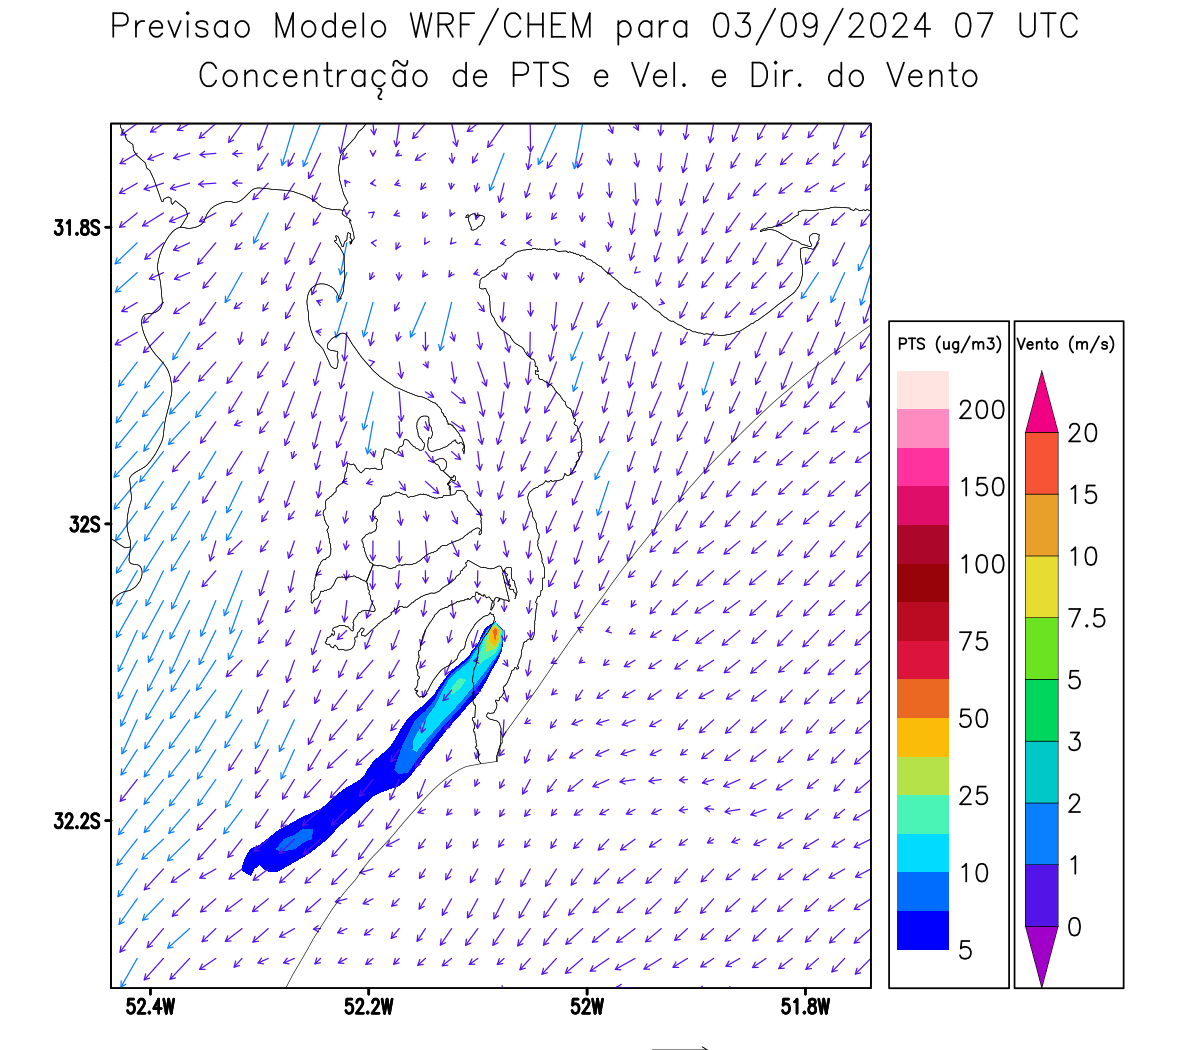 Previsao Modelo WRF/CHEM para 03/09/2024 07 UTC
Concentração de PTS e Vel. e Dir. do Vento
31.8S
32S
32.2S
52.4W 52.2W 52W 51.8W
PTS (ug/m3)
200
150
100
75
50
25
10
5
Vento (m/s)
20
15
10
7.5
5
3
2
1
0